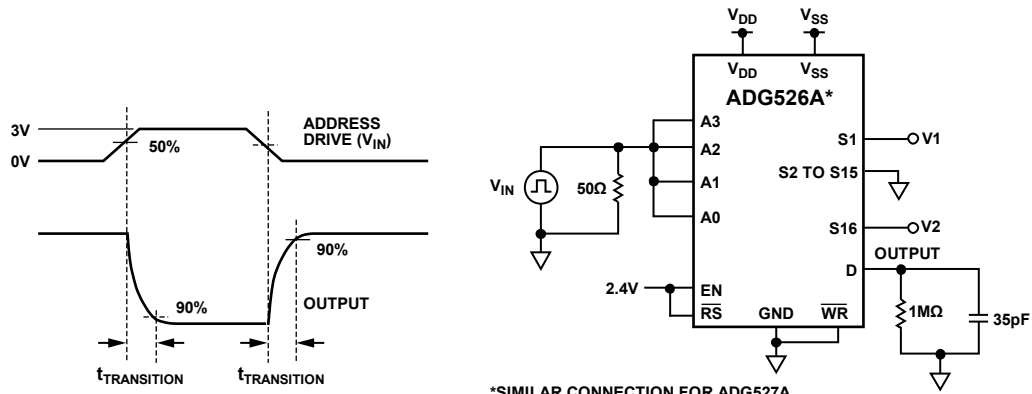 3V
0V
50%
ADDRESS
DRIVE (VIN)
90%
90%
OUTPUT
tTRANSITION
tTRANSITION
VDD
VSS
VDD
VSS
ADG526A*
A3
A2
A1
A0
VIN
50Ω
S1
V1
S2 TO S15
S16
V2
OUTPUT
D
2.4V
EN
RS
GND
WR
1MΩ
35pF
*SIMILAR CONNECTION FOR ADG527A